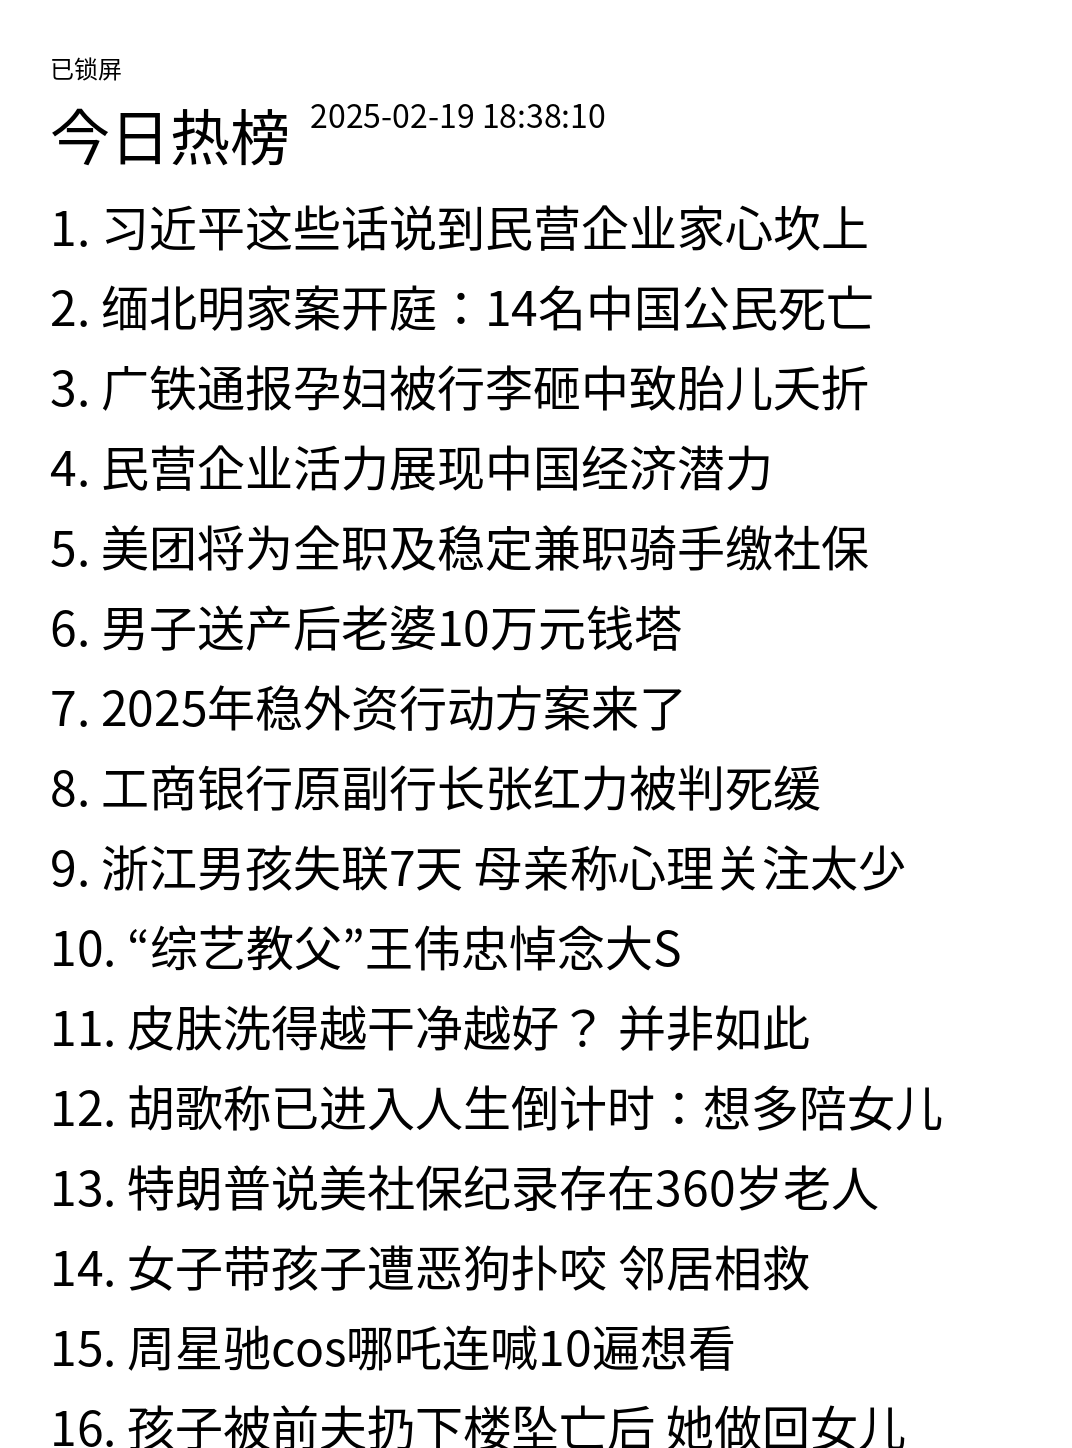 已锁屏
今日热榜 2025-02-19 18:38:10
1. 习近平这些话说到民营企业家心坎上
2. 缅北明家案开庭：14名中国公民死亡
3. 广铁通报孕妇被行李砸中致胎儿夭折
4. 民营企业活力展现中国经济潜力
5. 美团将为全职及稳定兼职骑手缴社保
6. 男子送产后老婆10万元钱塔
7. 2025年稳外资行动方案来了
8. 工商银行原副行长张红力被判死缓
9. 浙江男孩失联7天 母亲称心理关注太少
10. “综艺教父”王伟忠悼念大S
11. 皮肤洗得越干净越好？ 并非如此
12. 胡歌称已进入人生倒计时：想多陪女儿
13. 特朗普说美社保纪录存在360岁老人
14. 女子带孩子遭恶狗扑咬 邻居相救
15. 周星驰cos哪吒连喊10遍想看
16. 孩子被前夫扔下楼坠亡后 她做回女儿